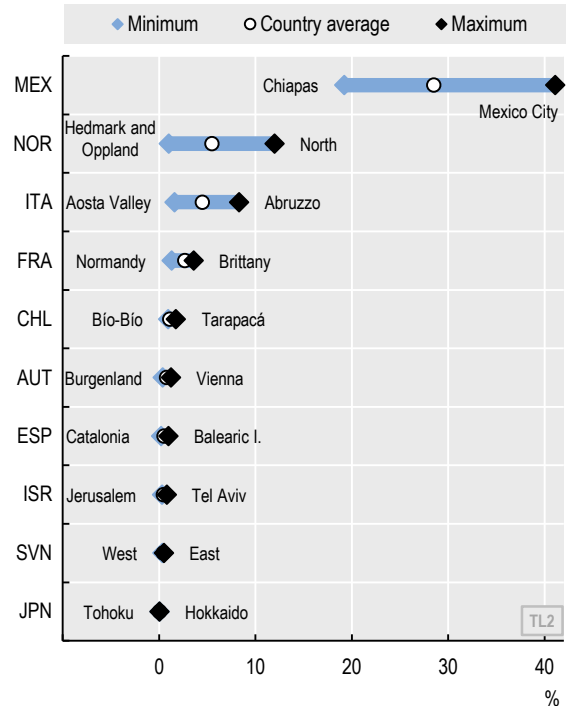 Minimum Country average Maximum
MEX Chiapas
Mexico City
NOR Hedmark and
Oppland North
ITA Aosta Valley Abruzzo
FRA Normandy Brittany
CHL Bío-Bío Tarapacá
AUT Burgenland Vienna
ESP Catalonia Balearic I.
ISR Jerusalem Tel Aviv
SVN West East
JPN Tohoku Hokkaido
TL2
0 10 20 30 40
%